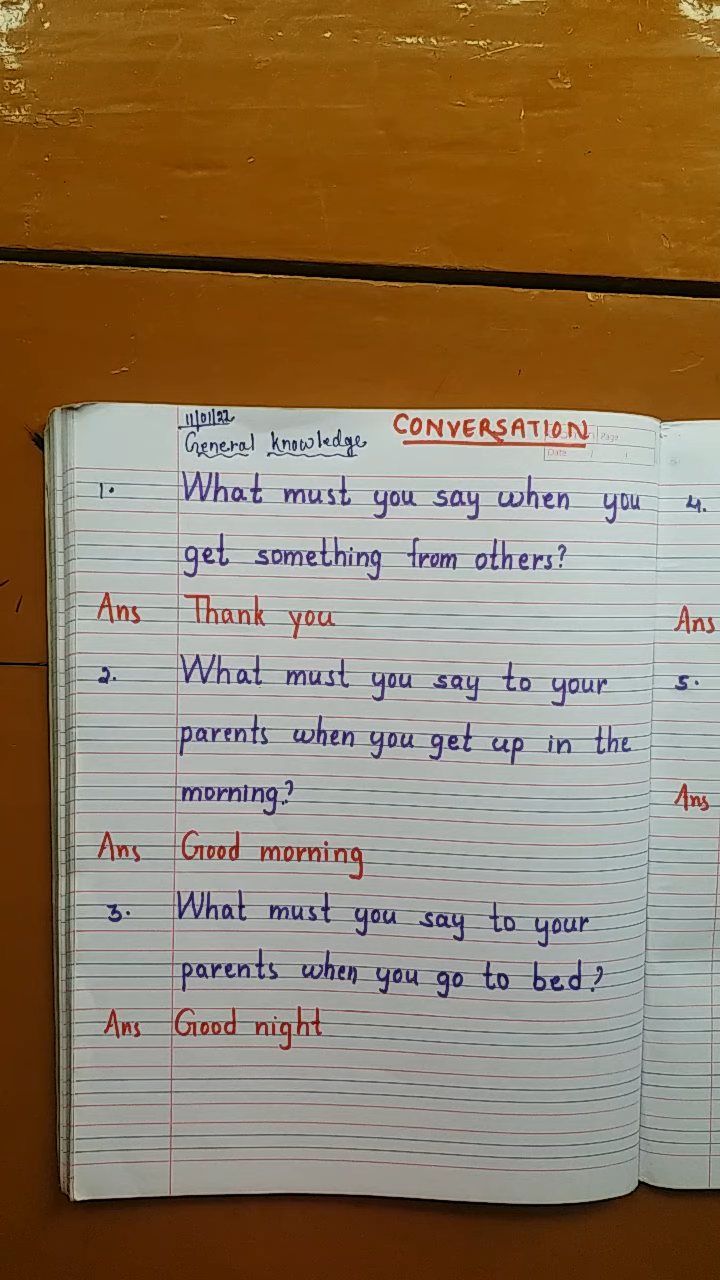 11/01/22
CONVERSATION
General knowledge
Page
Date / /
1. What must you say when you
get something from others?
Ans Thank you
2. What must you say to your
parents when you get up in the
morning?
Ans Good morning
3. What must you say to your
parents when you go to bed?
Ans Good night
4.
Ans
5.
Ans